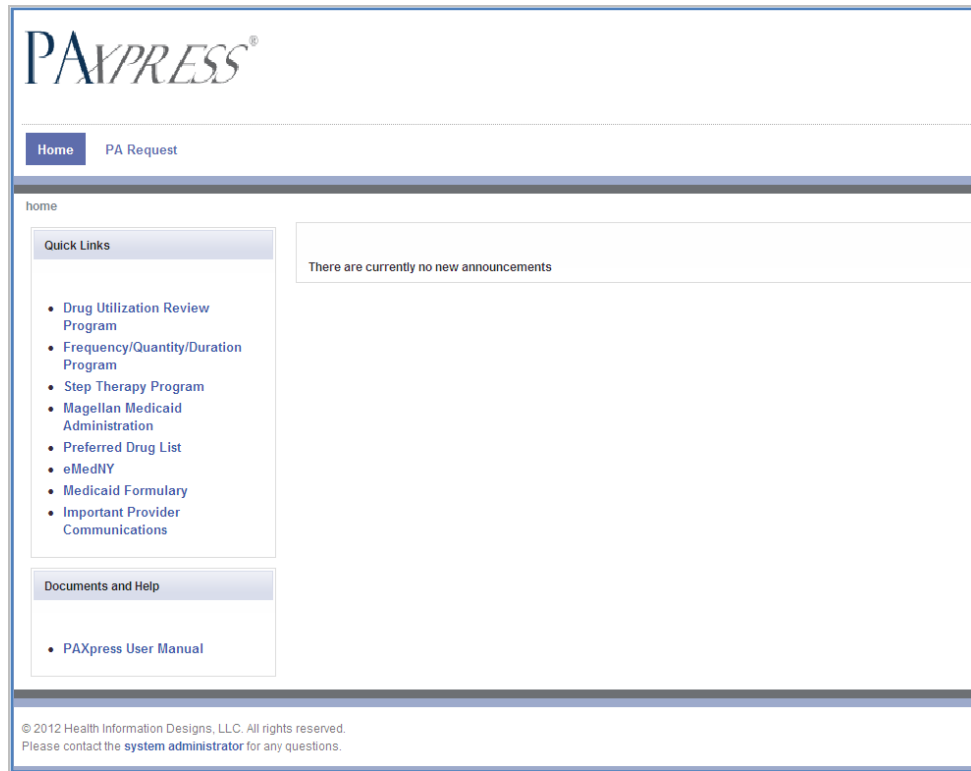 PAXPRESS®
Home PA Request
home
Quick Links
There are currently no new announcements
• Drug Utilization Review
Program
• Frequency/Quantity/Duration
Program
• Step Therapy Program
• Magellan Medicaid
Administration
• Preferred Drug List
• eMedNY
• Medicaid Formulary
• Important Provider
Communications
Documents and Help
• PAXpress User Manual
© 2012 Health Information Designs, LLC. All rights reserved.
Please contact the system administrator for any questions.